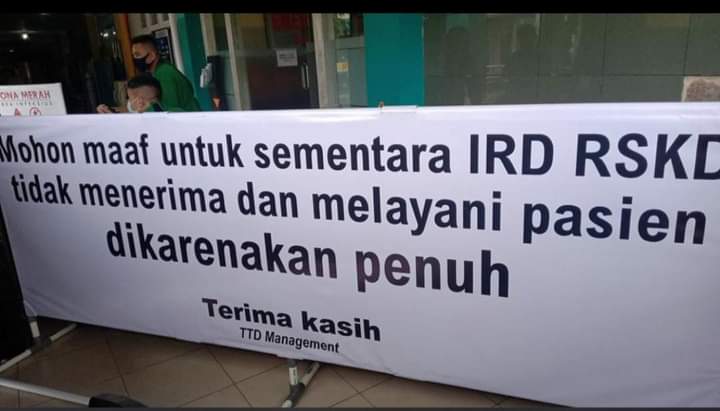 ONA MERAH
Mohon maaf untuk sementara IRD RSKD
tidak menerima dan melayani pasien
dikarenakan penuh
Terima kasih
TTD Management